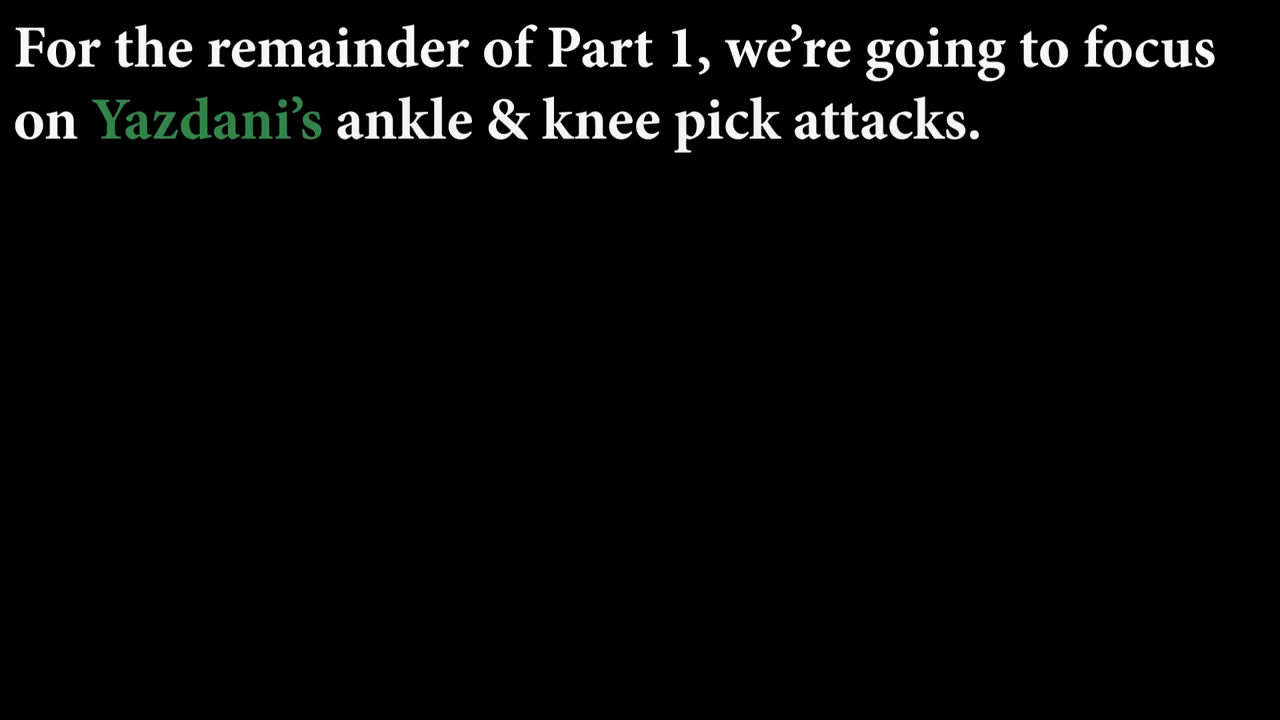 For the remainder of Part 1, we’re going to focus
on Yazdani’s ankle & knee pick attacks.